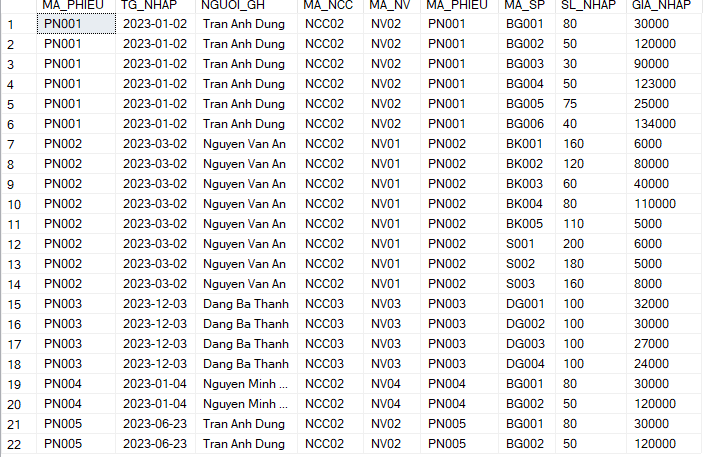 MA_PHIEU TG_NHAP NGUOI_GH MA_NCC MA_NV MA_PHIEU MA_SP SL_NHAP GIA_NHAP
1 PN001 2023-01-02 Tran Anh Dung NCC02 NV02 PN001 BG001 80 30000
2 PN001 2023-01-02 Tran Anh Dung NCC02 NV02 PN001 BG002 50 120000
3 PN001 2023-01-02 Tran Anh Dung NCC02 NV02 PN001 BG003 30 90000
4 PN001 2023-01-02 Tran Anh Dung NCC02 NV02 PN001 BG004 50 123000
5 PN001 2023-01-02 Tran Anh Dung NCC02 NV02 PN001 BG005 75 25000
6 PN001 2023-01-02 Tran Anh Dung NCC02 NV02 PN001 BG006 40 134000
7 PN002 2023-03-02 Nguyen Van An NCC02 NV01 PN002 BK001 160 6000
8 PN002 2023-03-02 Nguyen Van An NCC02 NV01 PN002 BK002 120 80000
9 PN002 2023-03-02 Nguyen Van An NCC02 NV01 PN002 BK003 60 40000
10 PN002 2023-03-02 Nguyen Van An NCC02 NV01 PN002 BK004 80 110000
11 PN002 2023-03-02 Nguyen Van An NCC02 NV01 PN002 BK005 110 5000
12 PN002 2023-03-02 Nguyen Van An NCC02 NV01 PN002 S001 200 6000
13 PN002 2023-03-02 Nguyen Van An NCC02 NV01 PN002 S002 180 5000
14 PN002 2023-03-02 Nguyen Van An NCC02 NV01 PN002 S003 160 8000
15 PN003 2023-12-03 Dang Ba Thanh NCC03 NV03 PN003 DG001 100 32000
16 PN003 2023-12-03 Dang Ba Thanh NCC03 NV03 PN003 DG002 100 30000
17 PN003 2023-12-03 Dang Ba Thanh NCC03 NV03 PN003 DG003 100 27000
18 PN003 2023-12-03 Dang Ba Thanh NCC03 NV03 PN003 DG004 100 24000
19 PN004 2023-01-04 Nguyen Minh ... NCC02 NV04 PN004 BG001 80 30000
20 PN004 2023-01-04 Nguyen Minh ... NCC02 NV04 PN004 BG002 50 120000
21 PN005 2023-06-23 Tran Anh Dung NCC02 NV02 PN005 BG001 80 30000
22 PN005 2023-06-23 Tran Anh Dung NCC02 NV02 PN005 BG002 50 120000